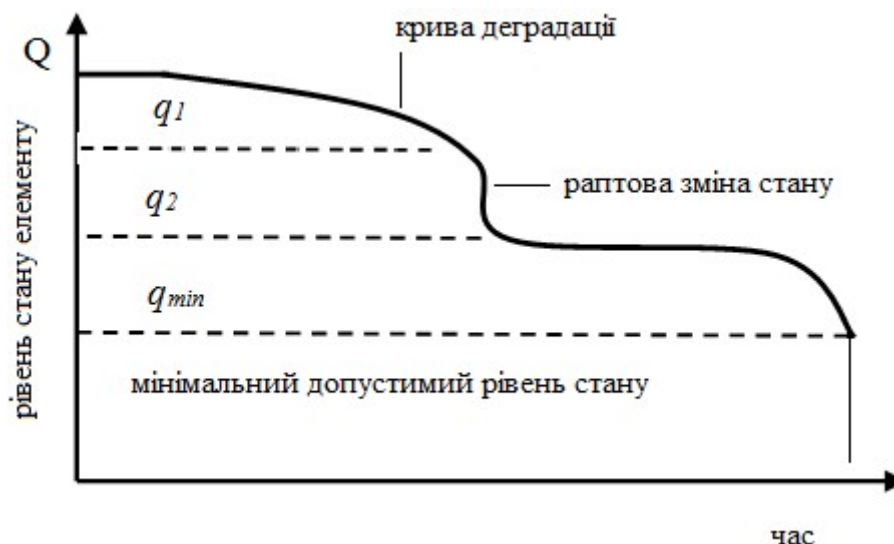 крива деградації
Q
q1
раптова зміна стану
q2
qmin
мінімальний допустимий рівень стану
рівень стану елементу
час